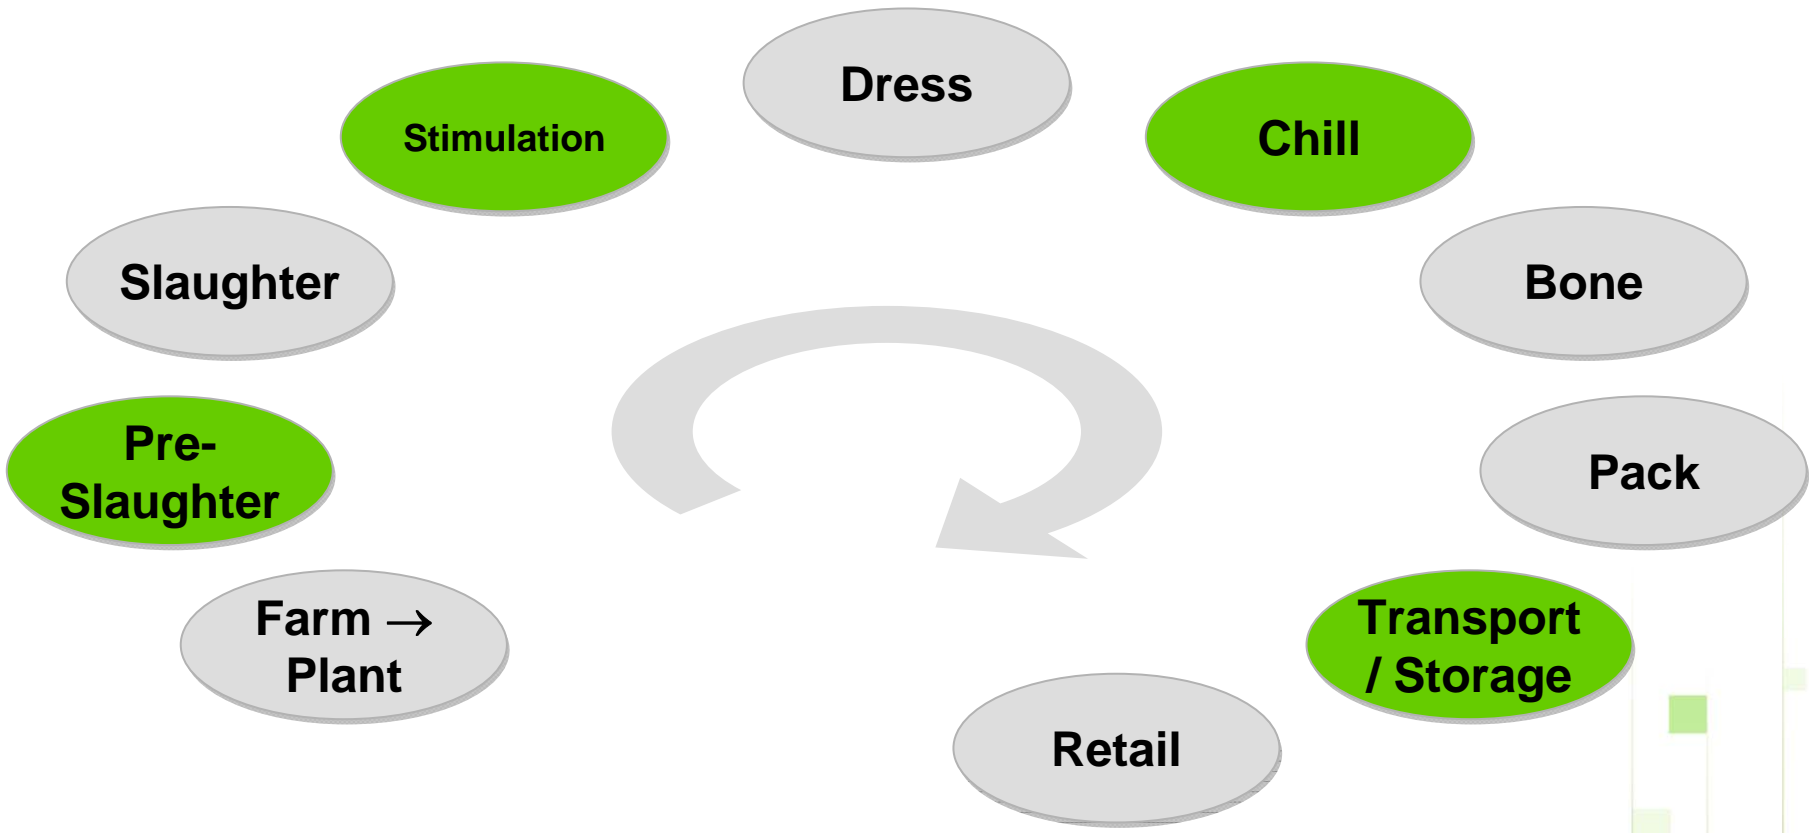 Dress
Stimulation
Chill
Slaughter
Bone
Pre-
Slaughter
Pack
Farm →
Plant
Transport
/ Storage
Retail